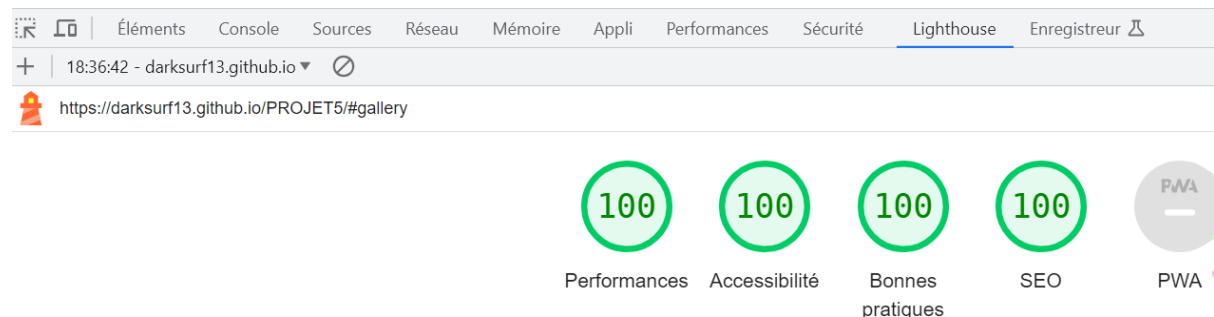 Éléments Console Sources Réseau Mémoire Appli Performances Sécurité Lighthouse Enregistreur
18:36:42 - darksurf13.github.io
https://darksurf13.github.io/PROJET5/#gallery
100 100 100 100 PWA
Performances Accessibilité Bonnes pratiques SEO PWA